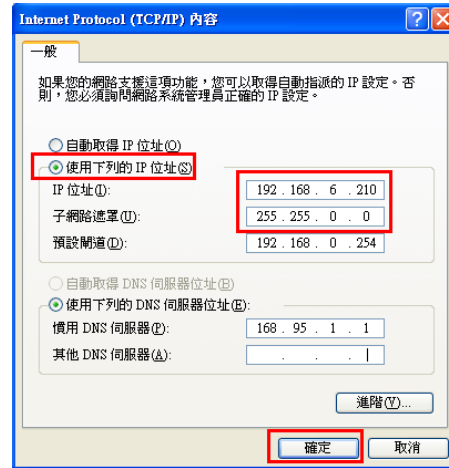 Internet Protocol (TCP/IP) 內容
一般
如果您的網路支援這項功能，您可以取得自動指派的 IP 設定。否
則，您必須詢問網路系統管理員正確的 IP 設定。
自動取得 IP 位址(O)
使用下列的 IP 位址(S)
IP 位址(I): 192 . 168 . 6 . 210
子網路遮罩(U): 255 . 255 . 0 . 0
預設閘道(D): 192 . 168 . 0 . 254
自動取得 DNS 伺服器位址(B)
使用下列的 DNS 伺服器位址(E):
慣用 DNS 伺服器(P): 168 . 95 . 1 . 1
其他 DNS 伺服器(A): . . .
進階(V)...
確定 取消